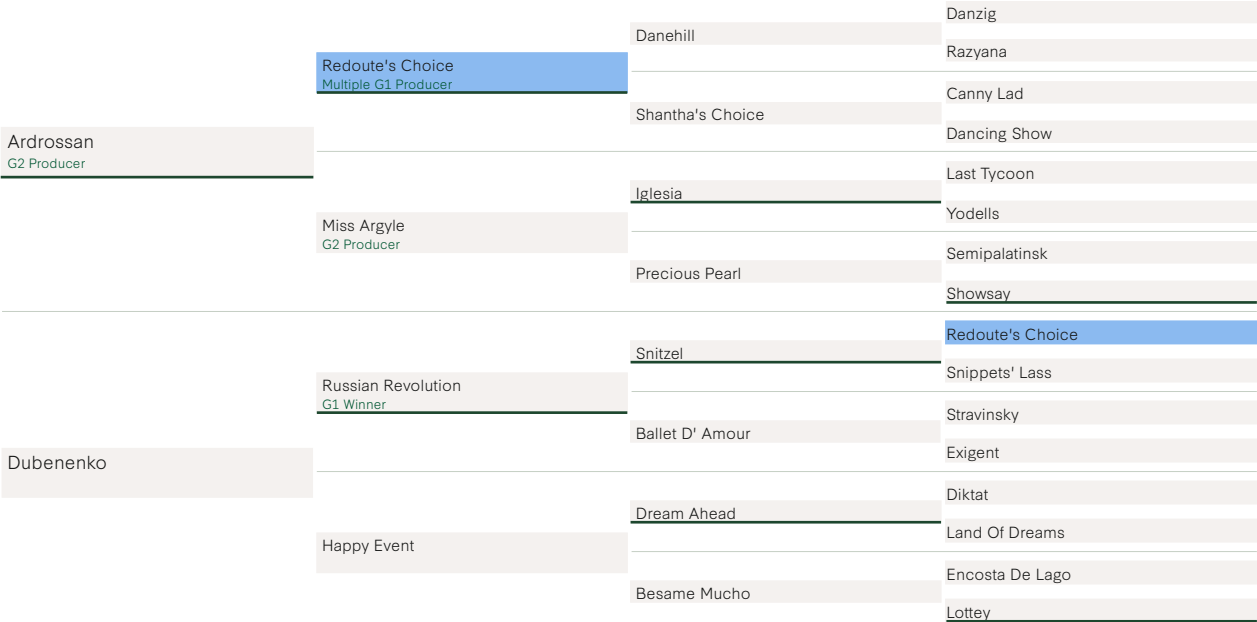 Danzig
Danehill
Razyana
Redoute's Choice
Multiple G1 Producer
Canny Lad
Shantha's Choice
Dancing Show
Ardrossan
G2 Producer
Last Tycoon
Iglesia
Yodells
Miss Argyle
G2 Producer
Semipalatinsk
Precious Pearl
Showsay
Redoute's Choice
Snitzel
Snippets' Lass
Russian Revolution
G1 Winner
Stravinsky
Ballet D' Amour
Exigent
Dubenenko
Diktat
Dream Ahead
Land Of Dreams
Happy Event
Encosta De Lago
Besame Mucho
Lottey